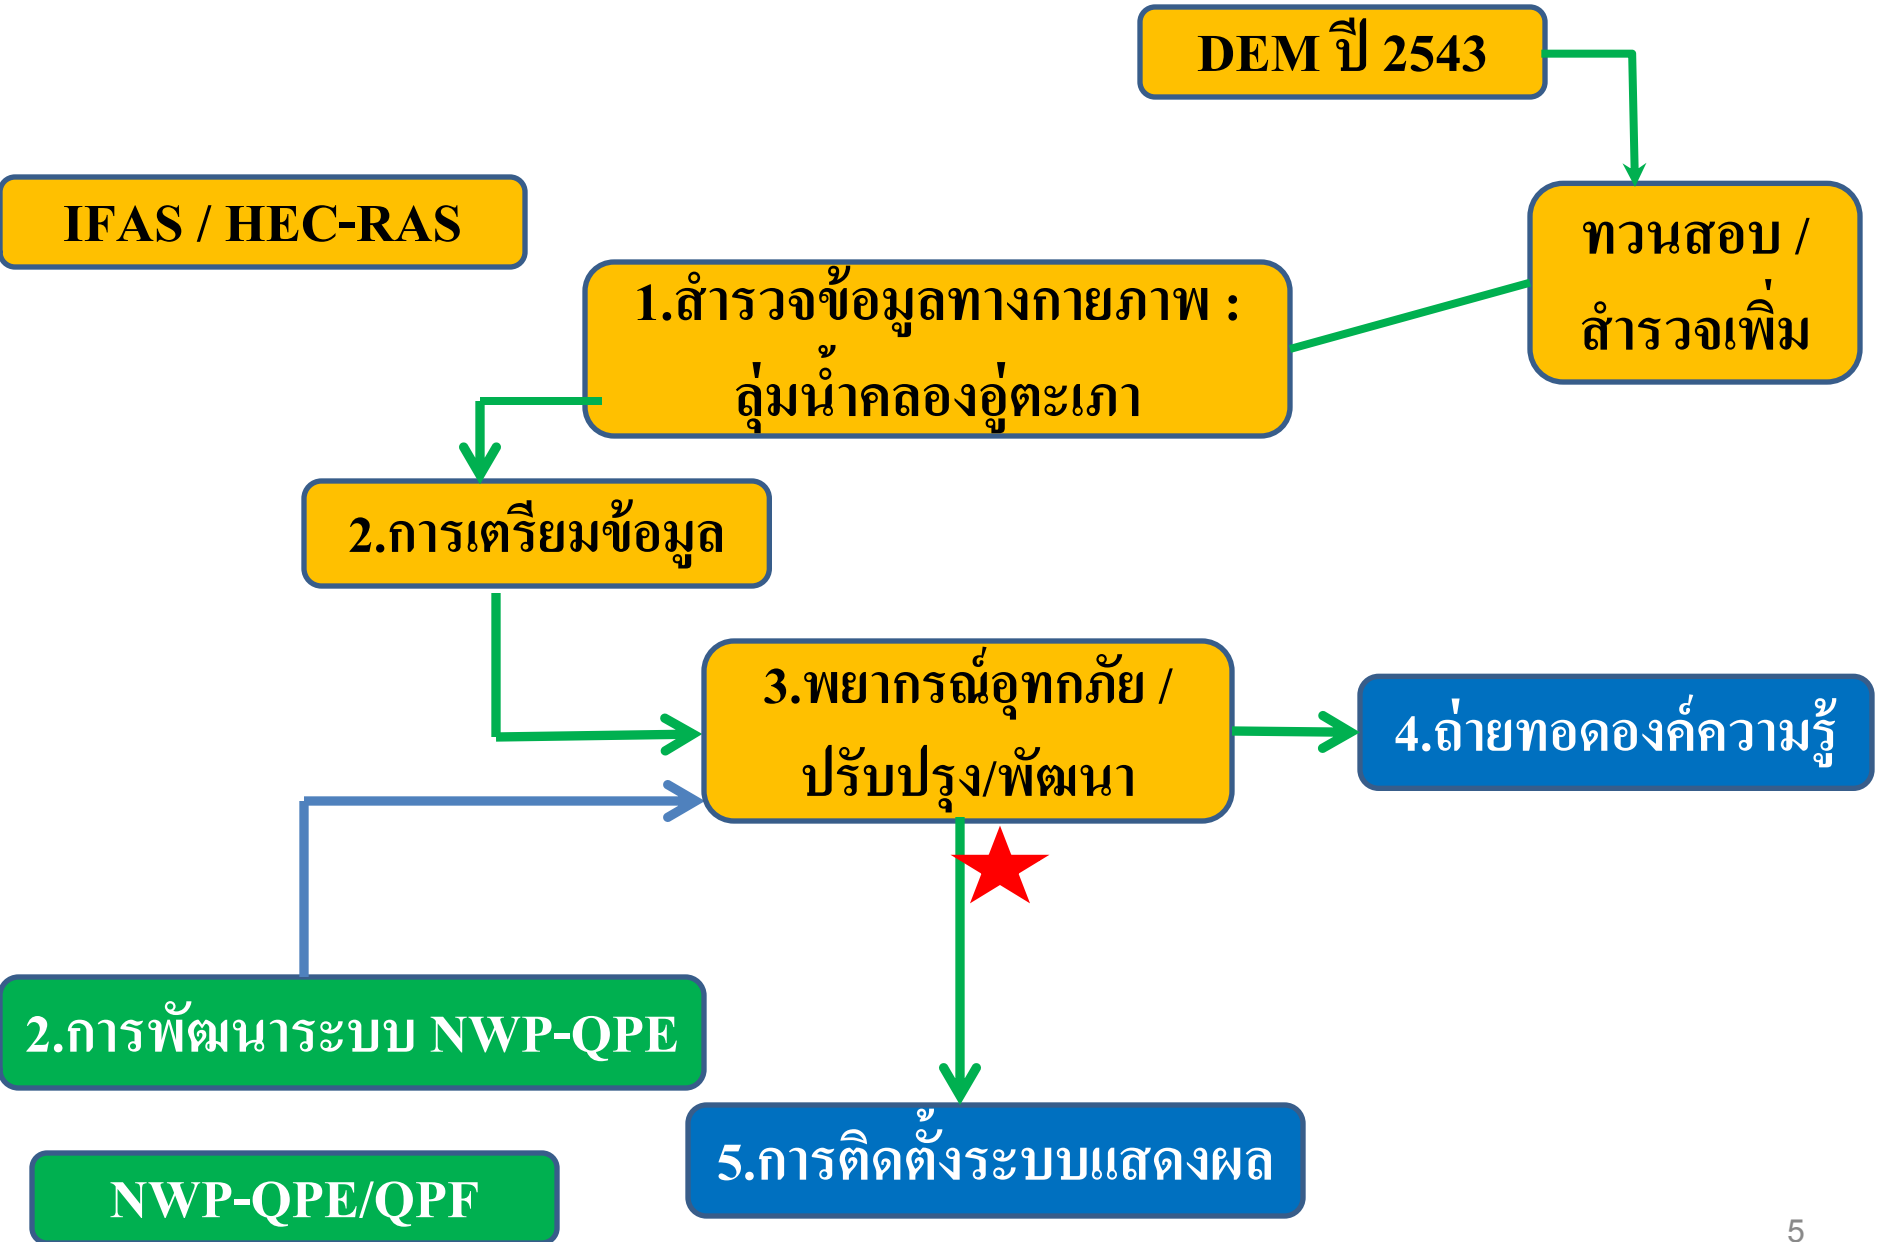 DEM ปี 2543
IFAS / HEC-RAS
ทวนสอบ /
สำรวจเพิ่ม
1.สำรวจข้อมูลทางกายภาพ :
ลุ่มน้ำคลองอู่ตะเภา
2.การเตรียมข้อมูล
3.พยากรณ์อุทกภัย /
ปรับปรุง/พัฒนา
4.ถ่ายทอดองค์ความรู้
2.การพัฒนาระบบ NWP-QPE
5.การติดตั้งระบบแสดงผล
NWP-QPE/QPF
5